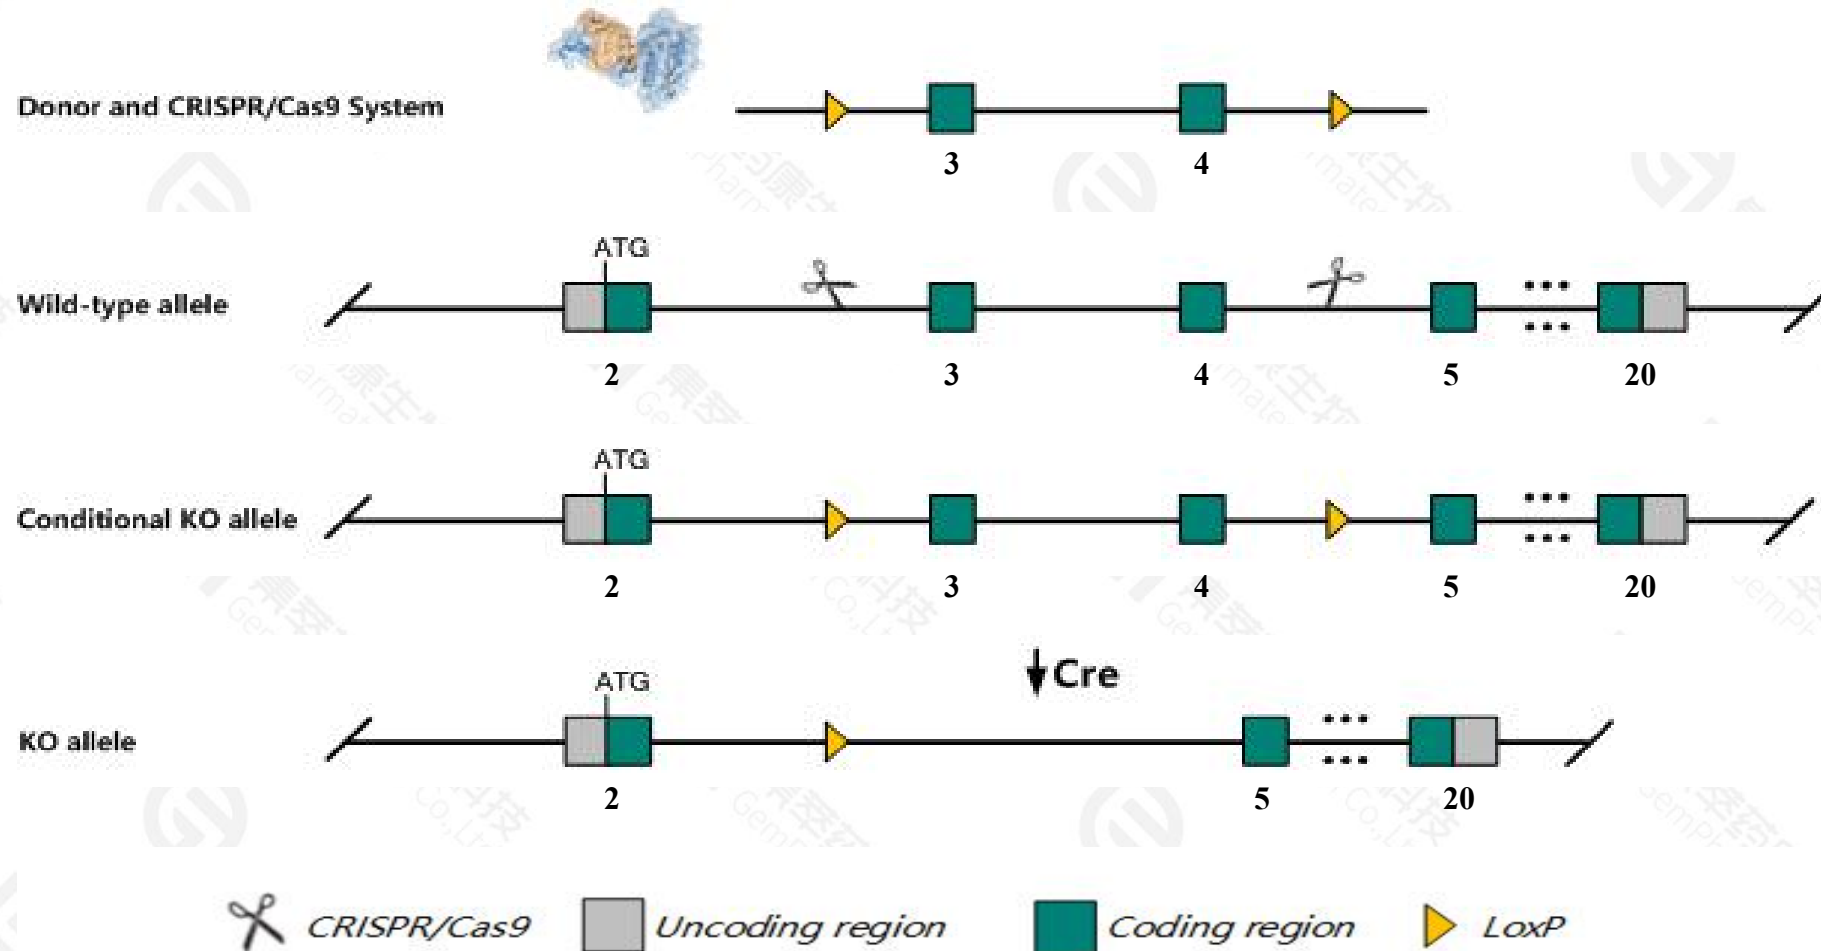 Donor and CRISPR/Cas9 System
3 4
ATG
Wild-type allele
2 3 4 5 20
ATG
Conditional KO allele
2 3 4 5 20
Cre
ATG
KO allele
2 5 20
CRISPR/Cas9 Uncoding region Coding region LoxP